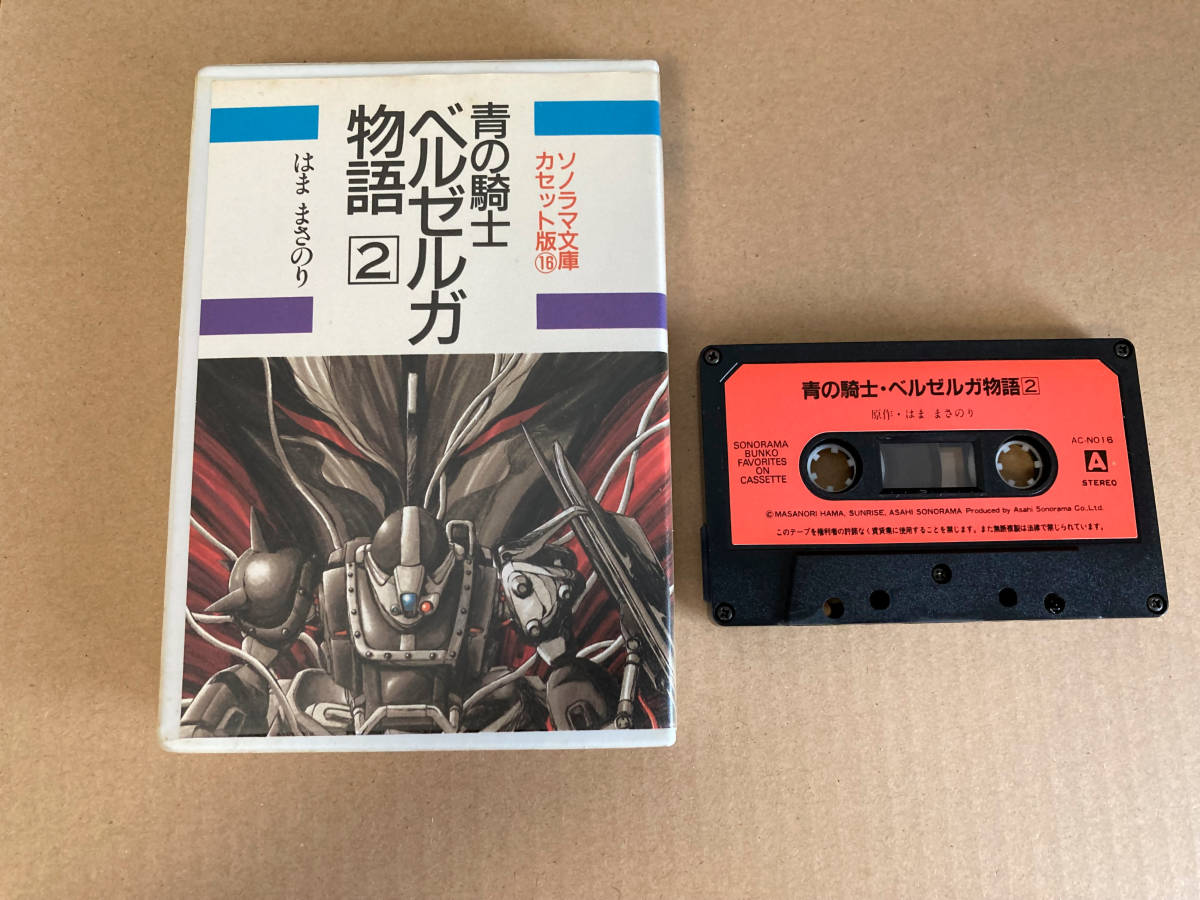 ソノラマ文庫
カセット版⑯
青の騎士
ベルゼルガ
物語 2
はま まさのり
青の騎士・ベルゼルガ物語2
原作・はま まさのり
SONORAMA
BUNKO
FAVORITES
ON
CASSETTE
AC-NO16
A
STEREO
©MASANORI HAMA, SUNRISE, ASAHI SONORAMA Produced by Asahi Sonorama Co., Ltd.
このテープを権利者の許諾なく賃貸業に使用することを禁じます。また無断複製は法律で禁じられています。